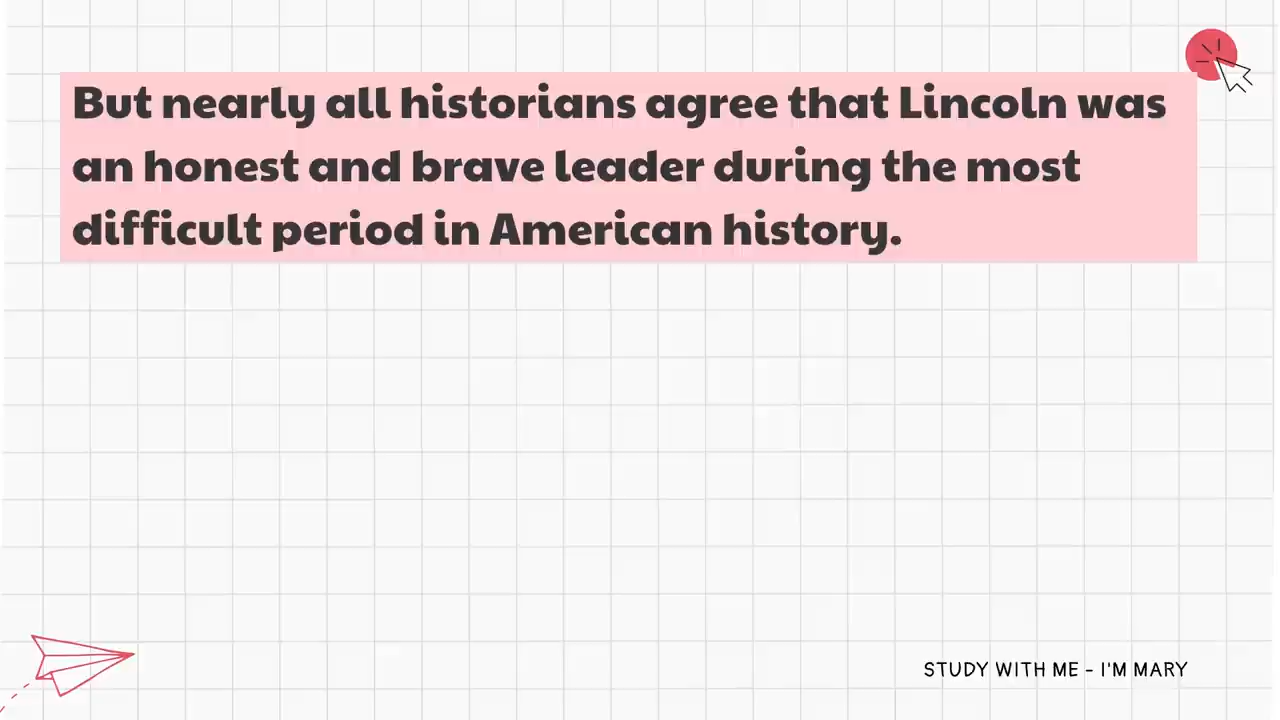 But nearly all historians agree that Lincoln was
an honest and brave leader during the most
difficult period in American history.
STUDY WITH ME - I'M MARY